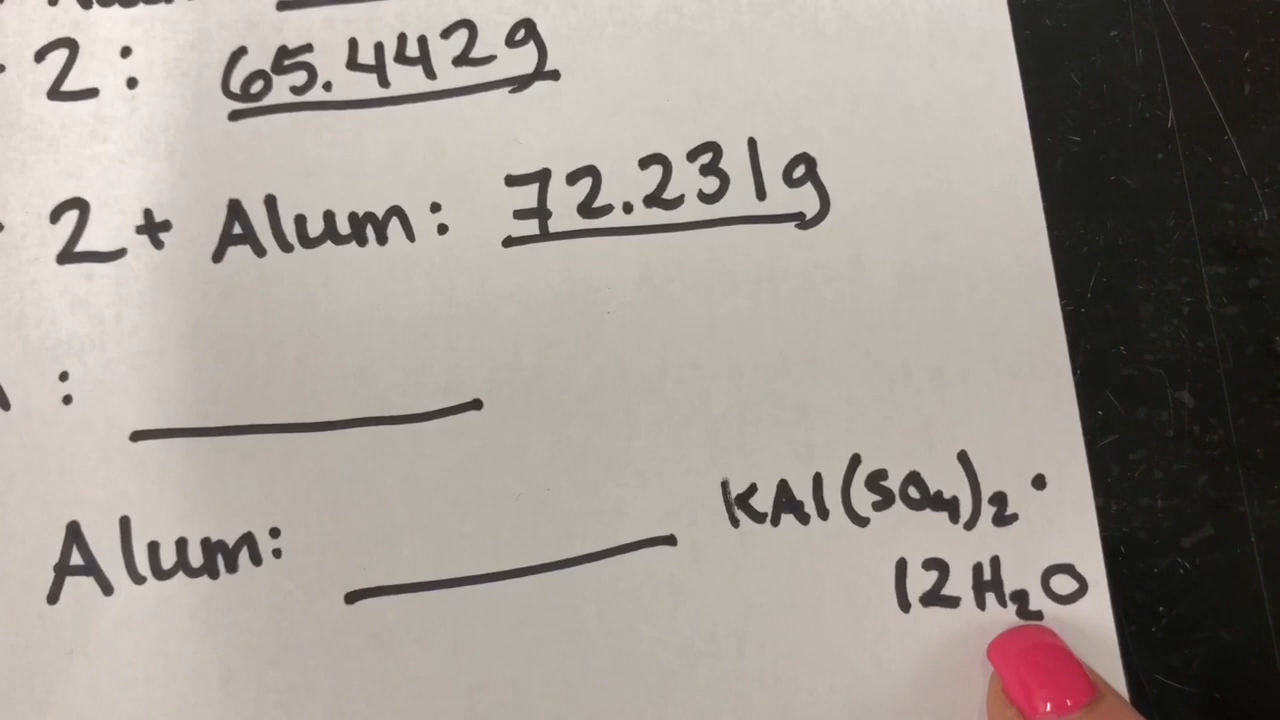 2: 65.442g
2 + Alum: 72.231g
:
Alum:
KAl(SO₄)₂ •
12H₂O